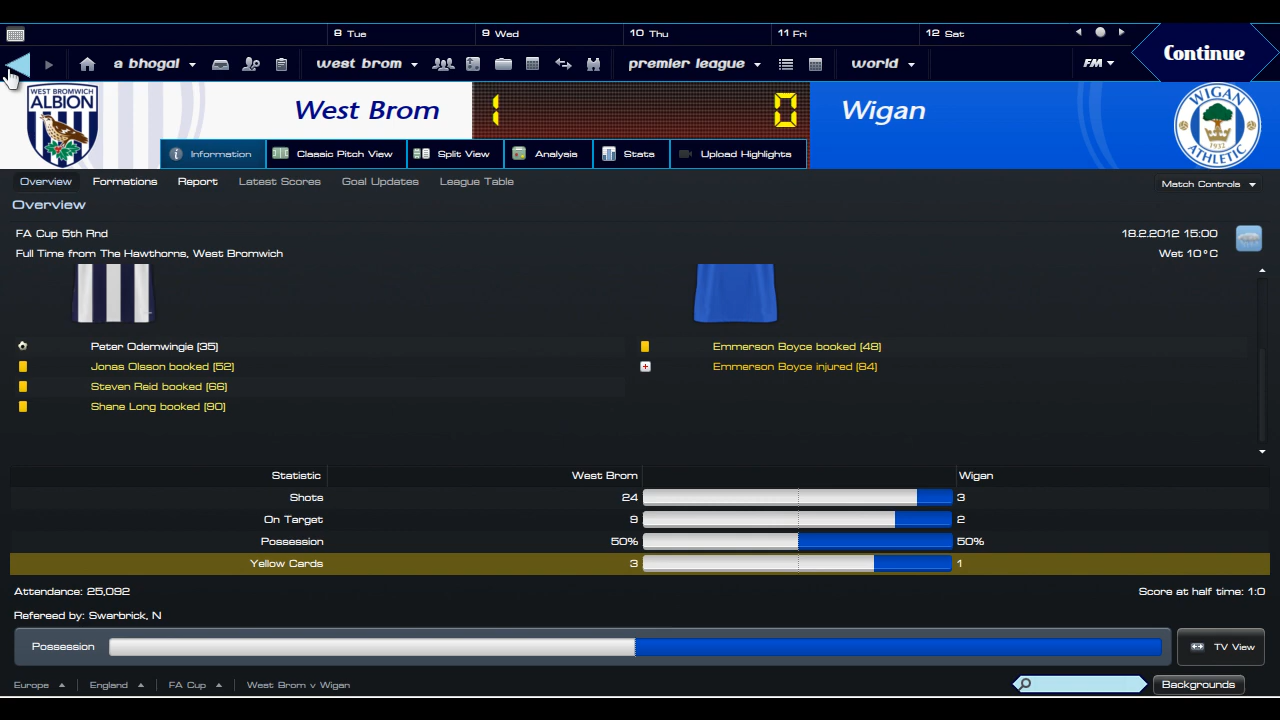 8 Tue 9 Wed 10 Thu 11 Fri 12 Sat
a bhogal west brom premier league world FM Continue
WEST BROMWICH
ALBION
West Brom 1 0 Wigan
WIGAN
ATHLETIC
1932
Information Classic Pitch View Split View Analysis Stats Upload Highlights
Overview Formations Report Latest Scores Goal Updates League Table Match Controls
Overview
FA Cup 5th Rnd 18.2.2012 15:00
Full Time from The Hawthorns, West Bromwich Wet 10°C
Peter Odemwingie (35) Emmerson Boyce booked (48)
Jonas Olsson booked (52) Emmerson Boyce injured (84)
Steven Reid booked (66)
Shane Long booked (90)
Statistic West Brom Wigan
Shots 24 3
On Target 9 2
Possession 50% 50%
Yellow Cards 3 1
Attendance: 25,092 Score at half time: 1:0
Refereed by: Swarbrick, N
Possession TV View
Europe England FA Cup West Brom v Wigan Backgrounds